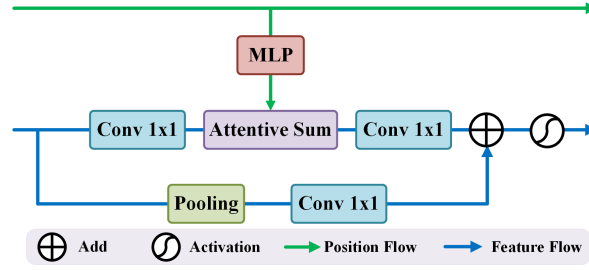 MLP
Conv 1x1 Attentive Sum Conv 1x1
Pooling Conv 1x1
Add Activation Position Flow Feature Flow